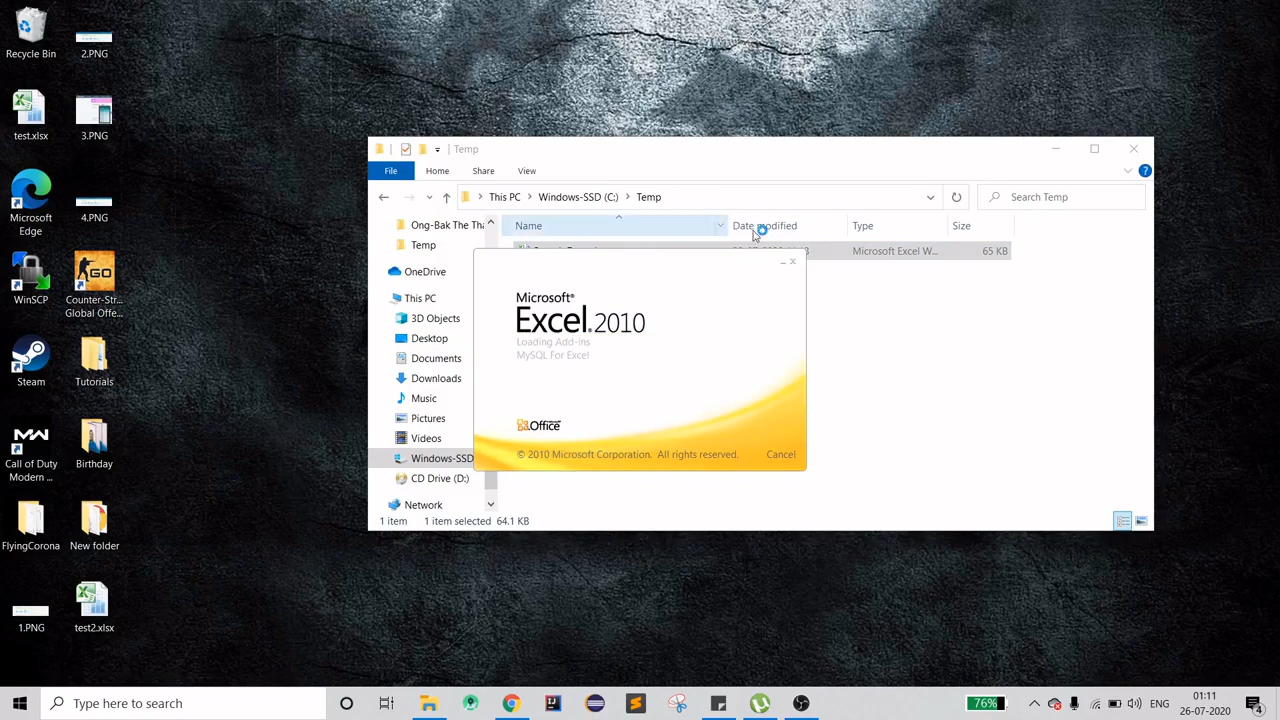 Recycle Bin
2.PNG
test.xlsx
3.PNG
Microsoft
Edge
4.PNG
WinSCP
Counter-Str...
Global Offe...
Steam
Tutorials
Call of Duty
Modern ...
Birthday
FlyingCorona
New folder
1.PNG
test2.xlsx
Temp
File
Home
Share
View
This PC
Windows-SSD (C:)
Temp
Search Temp
Name
Date modified
Type
Size
Microsoft Excel W...
65 KB
Ong-Bak The Tha
Temp
OneDrive
This PC
3D Objects
Desktop
Documents
Downloads
Music
Pictures
Videos
Windows-SSD
CD Drive (D:)
Network
1 item
1 item selected 64.1 KB
Microsoft®
Excel® 2010
Loading Add-ins
MySQL For Excel
Office
© 2010 Microsoft Corporation. All rights reserved.
Cancel
Type here to search
76%
ENG
01:11
26-07-2020
4